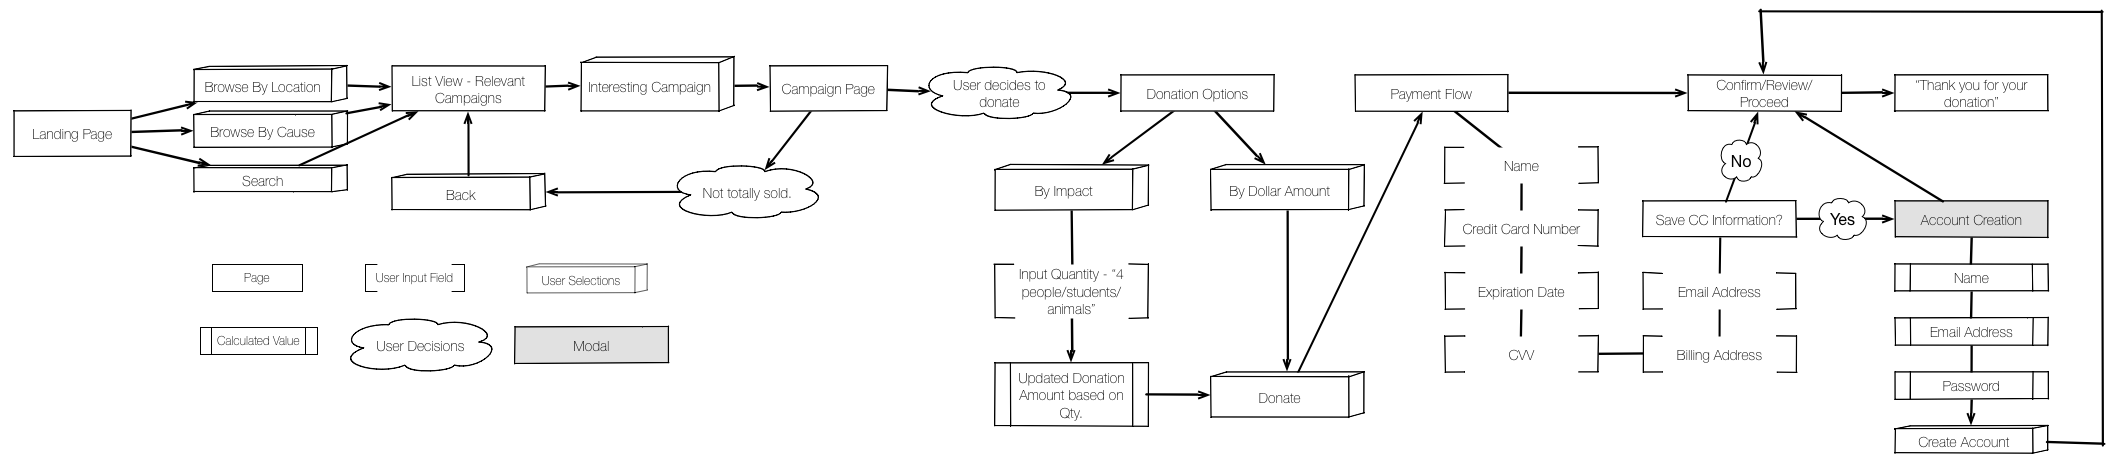 Landing Page
Browse By Location
Browse By Cause
Search
List View - Relevant
Campaigns
Back
Interesting Campaign
Campaign Page
Not totally sold.
User decides to
donate
Donation Options
By Impact
By Dollar Amount
Input Quantity - "4
people/students/
animals"
Updated Donation
Amount based on
Qty.
Donate
Payment Flow
Name
Credit Card Number
Expiration Date
CVV
Billing Address
Email Address
Save CC Information?
No
Yes
Confirm/Review/
Proceed
"Thank you for your
donation"
Account Creation
Name
Email Address
Password
Create Account
Page
User Input Field
User Selections
Calculated Value
User Decisions
Modal